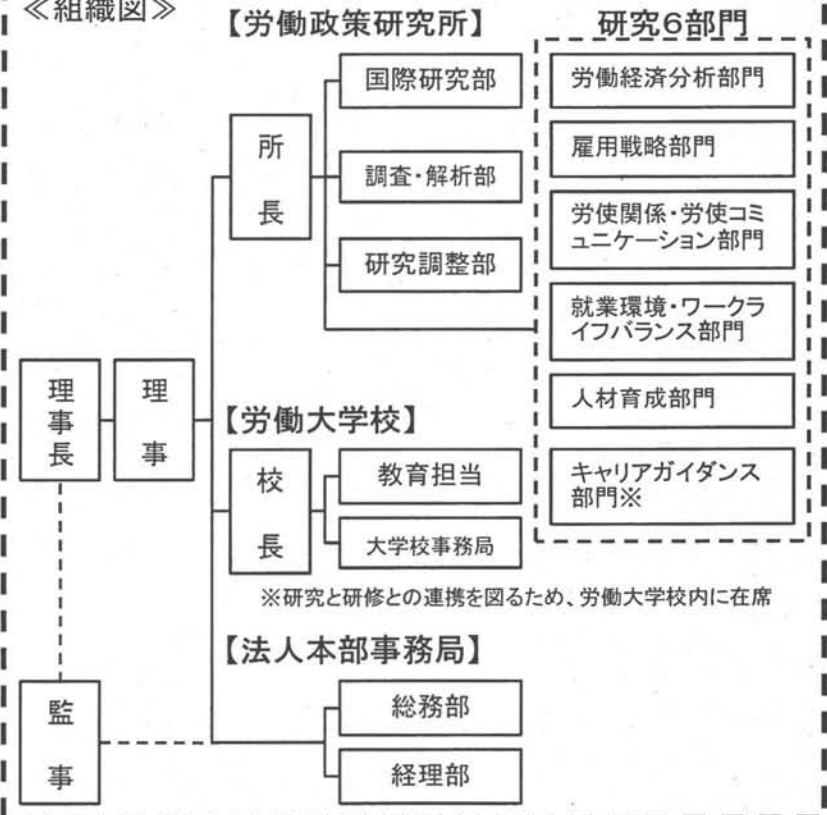 ≪組織図≫
【労働政策研究所】
研究6部門
国際研究部
調査・解析部
研究調整部
所長
労働経済分析部門
雇用戦略部門
労使関係・労使コミ
ュニケーション部門
就業環境・ワークラ
イフバランス部門
人材育成部門
キャリアガイダンス
部門※
理事長
理事
【労働大学校】
校長
教育担当
大学校事務局
※研究と研修との連携を図るため、労働大学校内に在席
【法人本部事務局】
監事
総務部
経理部